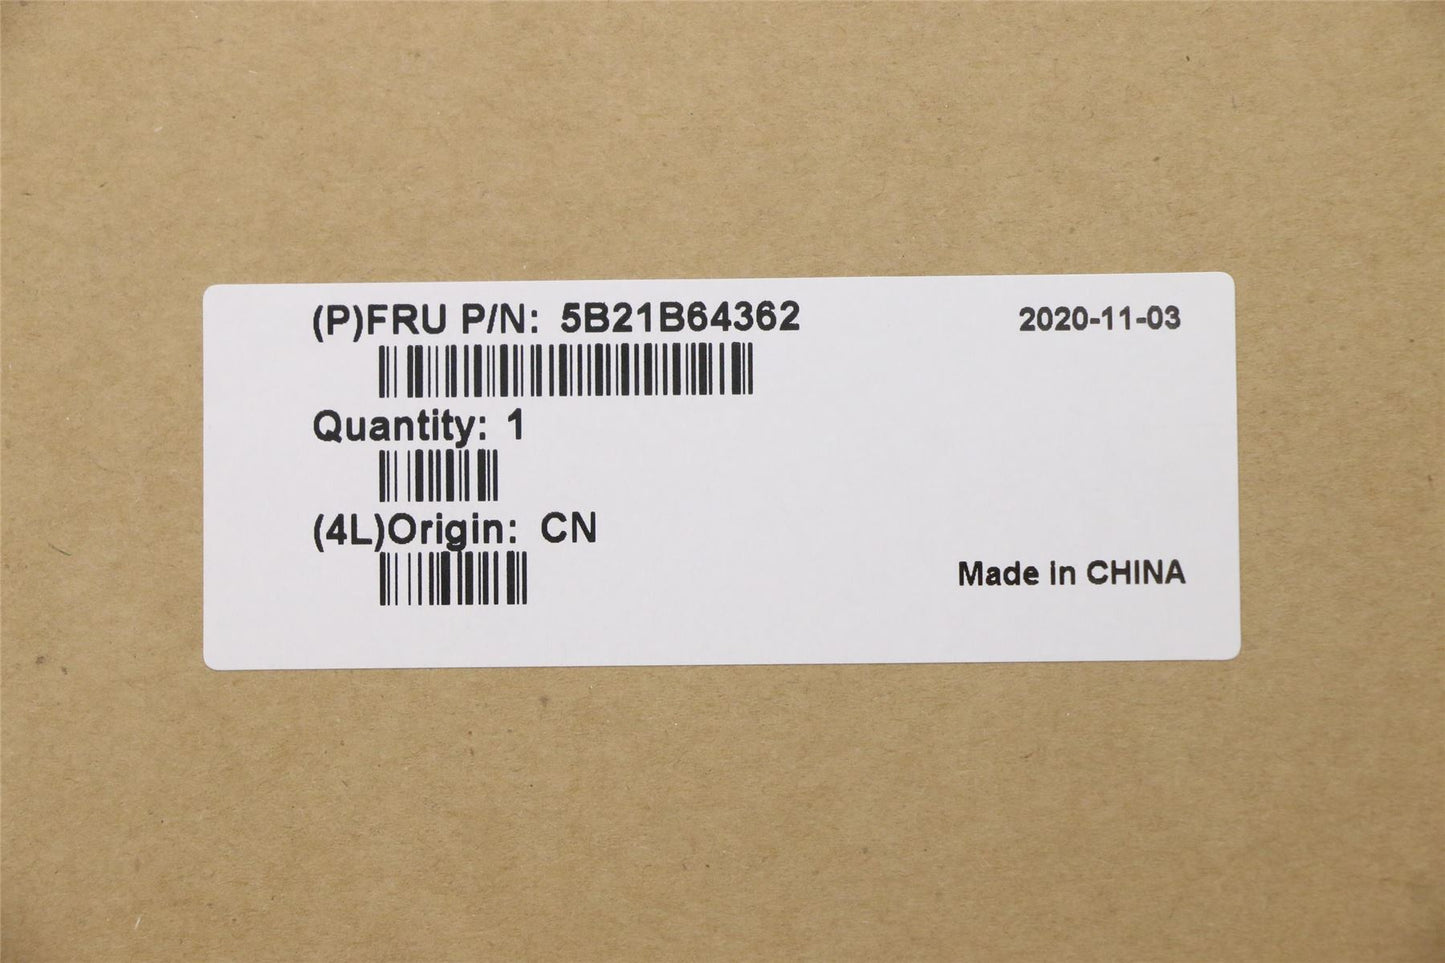 (P)FRU P/N: 5B21B64362
2020-11-03
Quantity: 1
(4L)Origin: CN
Made in CHINA